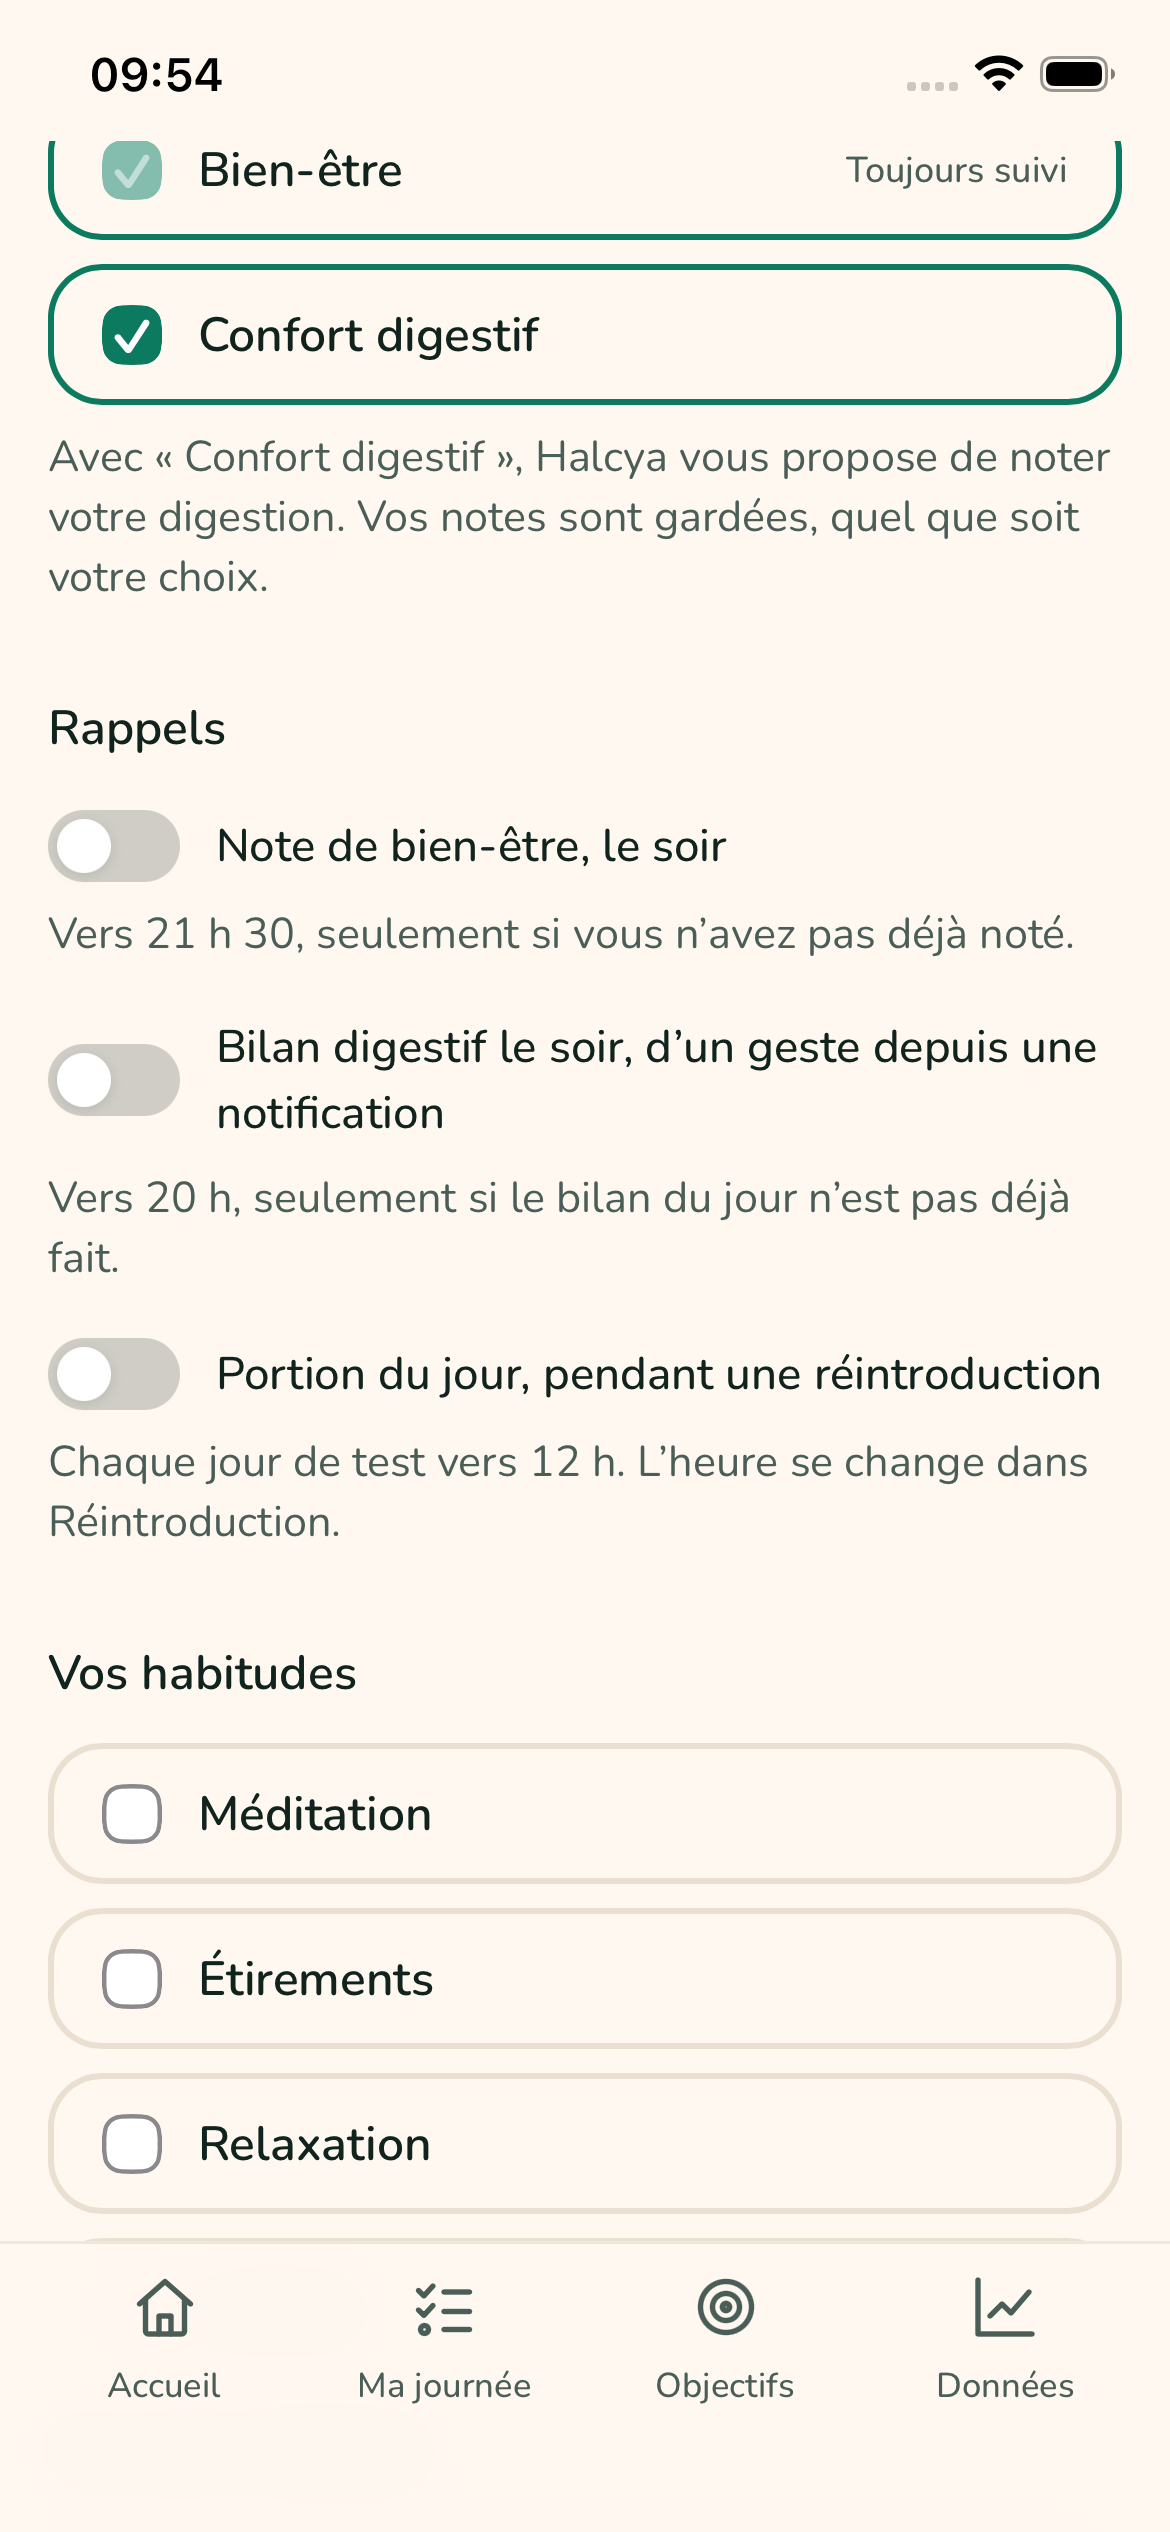 09:54
Bien-être
Toujours suivi
Confort digestif
Avec « Confort digestif », Halcya vous propose de noter
votre digestion. Vos notes sont gardées, quel que soit
votre choix.
Rappels
Note de bien-être, le soir
Vers 21 h 30, seulement si vous n’avez pas déjà noté.
Bilan digestif le soir, d’un geste depuis une
notification
Vers 20 h, seulement si le bilan du jour n’est pas déjà
fait.
Portion du jour, pendant une réintroduction
Chaque jour de test vers 12 h. L’heure se change dans
Réintroduction.
Vos habitudes
Méditation
Étirements
Relaxation
Accueil
Ma journée
Objectifs
Données